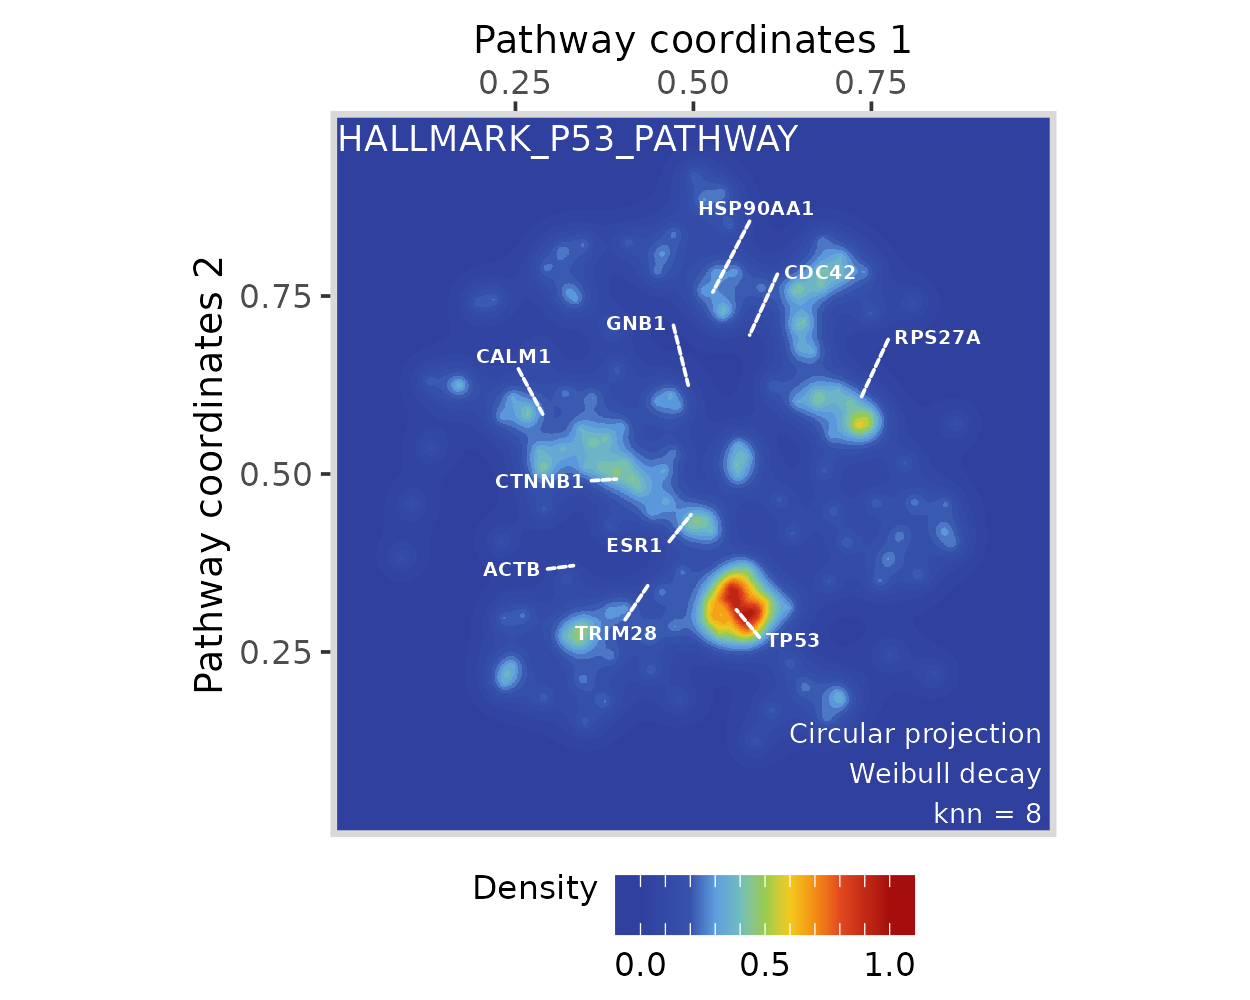 Pathway coordinates 1
0.25 0.50 0.75
HALLMARK_P53_PATHWAY
HSP90AA1
CDC42
GNB1
RPS27A
CALM1
CTNNB1
ESR1
ACTB
TRIM28
TP53
Pathway coordinates 2
0.75
0.50
0.25
Circular projection
Weibull decay
knn = 8
Density
0.0 0.5 1.0